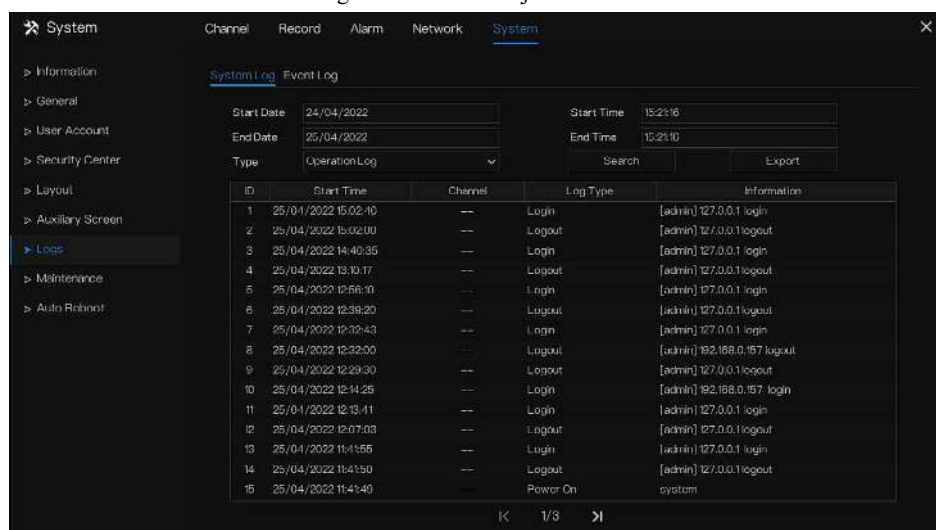 System Channel Record Alarm Network System
Information
System Log Event Log
General
Start Date 24/04/2022 Start Time 15:21:16
User Account
End Date 25/04/2022 End Time 15:21:16
Security Center
Type Operation Log Search Export
Layout
ID Start Time Channel Log Type Information
1 25/04/2022 15:02:40 -- Login [admin] 127.0.0.1 login
Auxiliary Screen
2 25/04/2022 15:02:00 -- Logout [admin] 127.0.0.1 logout
Logs
3 25/04/2022 14:40:35 -- Login [admin] 127.0.0.1 login
4 25/04/2022 13:10:17 -- Logout [admin] 127.0.0.1 logout
Maintenance
5 25/04/2022 12:56:10 -- Login [admin] 127.0.0.1 login
Auto Reboot
6 25/04/2022 12:39:20 -- Logout [admin] 127.0.0.1 logout
7 25/04/2022 12:32:43 -- Login [admin] 127.0.0.1 login
8 25/04/2022 12:32:00 -- Logout [admin] 192.168.0.157 logout
9 25/04/2022 12:29:30 -- Logout [admin] 127.0.0.1 logout
10 25/04/2022 12:14:25 -- Login [admin] 192.168.0.157 login
11 25/04/2022 12:13:41 -- Login [admin] 127.0.0.1 login
12 25/04/2022 12:07:03 -- Logout [admin] 127.0.0.1 logout
13 25/04/2022 11:41:55 -- Login [admin] 127.0.0.1 login
14 25/04/2022 11:41:50 -- Logout [admin] 127.0.0.1 logout
15 25/04/2022 11:41:49 -- Power On system
1/3